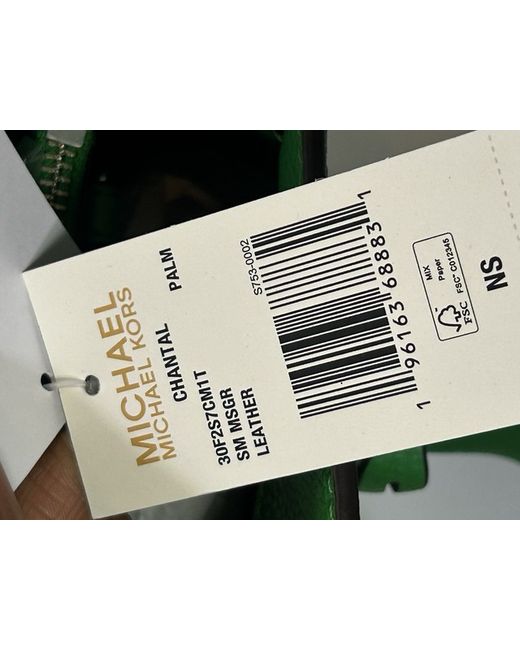 MICHAEL
MICHAEL KORS
CHANTAL PALM
30F2S7CM1T
SM MSGR
LEATHER
S753-0002
1 96163 68883 1
MIX
Paper
FSC
FSC™ C012345
NS